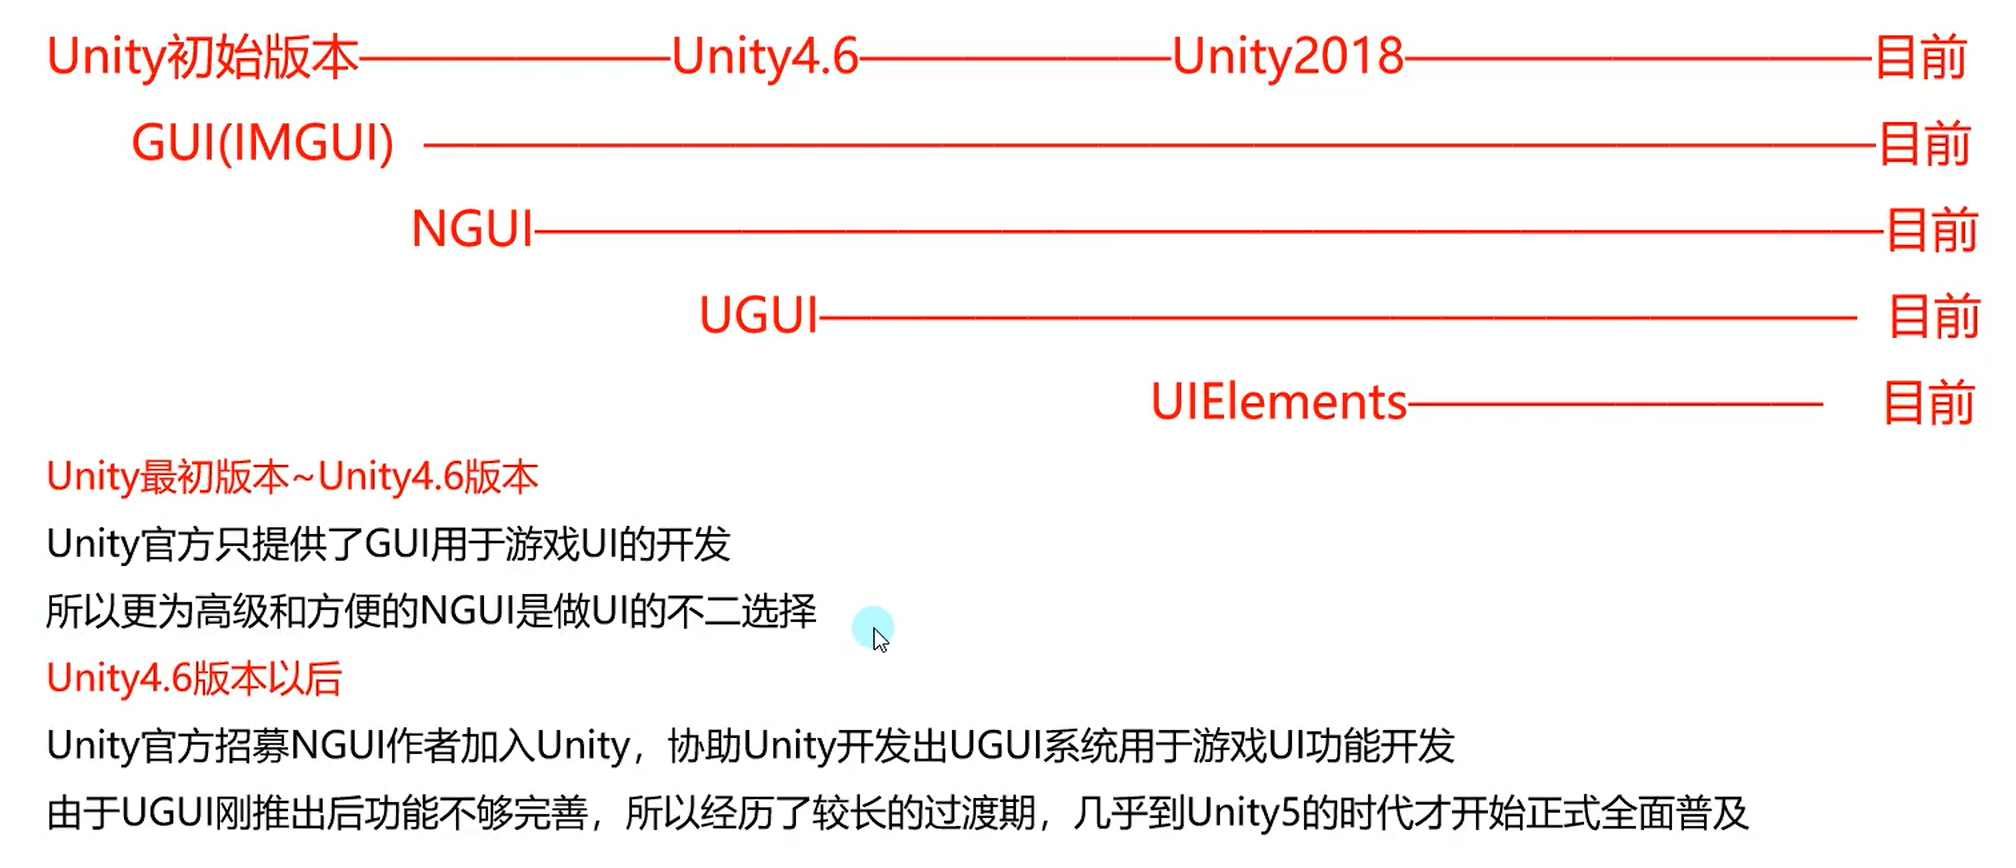 Unity初始版本——————Unity4.6——————Unity2018—————————目前
GUI(IMGUI) ————————————————————————————目前
NGUI——————————————————————————目前
UGUI———————————————————— 目前
UIElements———————— 目前
Unity最初版本~Unity4.6版本
Unity官方只提供了GUI用于游戏UI的开发
所以更为高级和方便的NGUI是做UI的不二选择
Unity4.6版本以后
Unity官方招募NGUI作者加入Unity，协助Unity开发出UGUI系统用于游戏UI功能开发
由于UGUI刚推出后功能不够完善，所以经历了较长的过渡期，几乎到Unity5的时代才开始正式全面普及